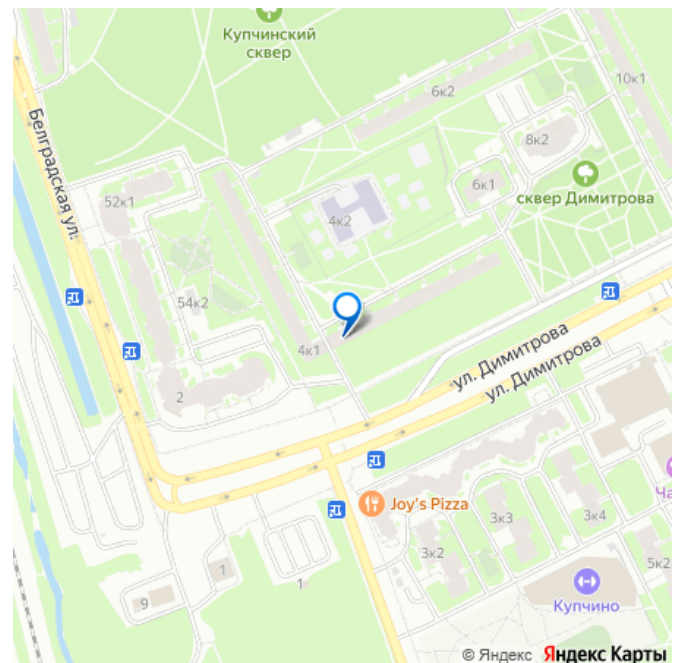 Купчинский
сквер
10к1
6к2
Белградская ул.
8к2
6к1
52к1
сквер Димитрова
4к2
54к2
4к1
ул. Димитрова
ул. Димитрова
2
Joy's Pizza
3к3
3к4
3к2
5к2
1
1
9
Купчино
© Яндекс Яндекс Карты